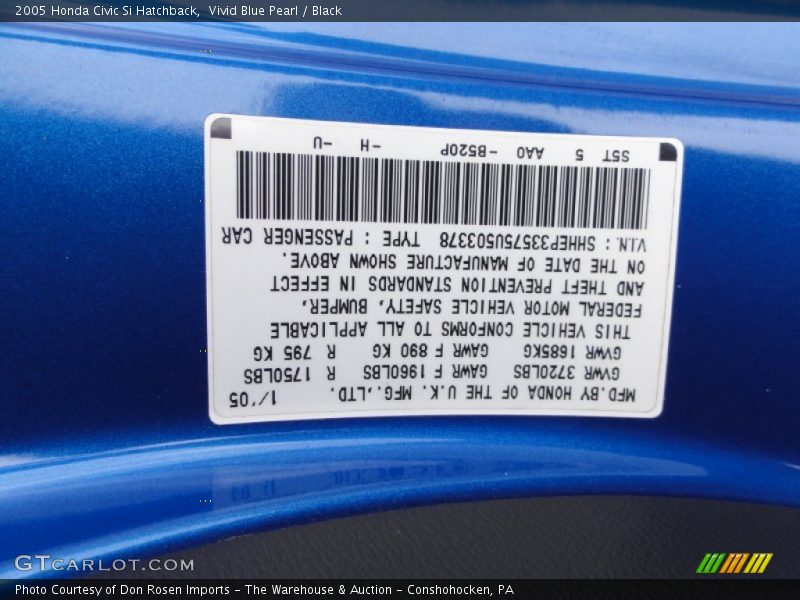 2005 Honda Civic Si Hatchback, Vivid Blue Pearl / Black
MFD.BY HONDA OF THE U.K. MFG.,LTD. 1/'05
GVWR 3720LBS GAWR F 1960LBS R 1750LBS
GVWR 1685KG GAWR F 890 KG R 795 KG
THIS VEHICLE CONFORMS TO ALL APPLICABLE
FEDERAL MOTOR VEHICLE SAFETY, BUMPER,
AND THEFT PREVENTION STANDARDS IN EFFECT
ON THE DATE OF MANUFACTURE SHOWN ABOVE.
V.I.N. : SHHEP33575U503378 TYPE : PASSENGER CAR
S5T 5 AA0 -B520P -H -U
GTCARLOT.COM
Photo Courtesy of Don Rosen Imports - The Warehouse & Auction - Conshohocken, PA